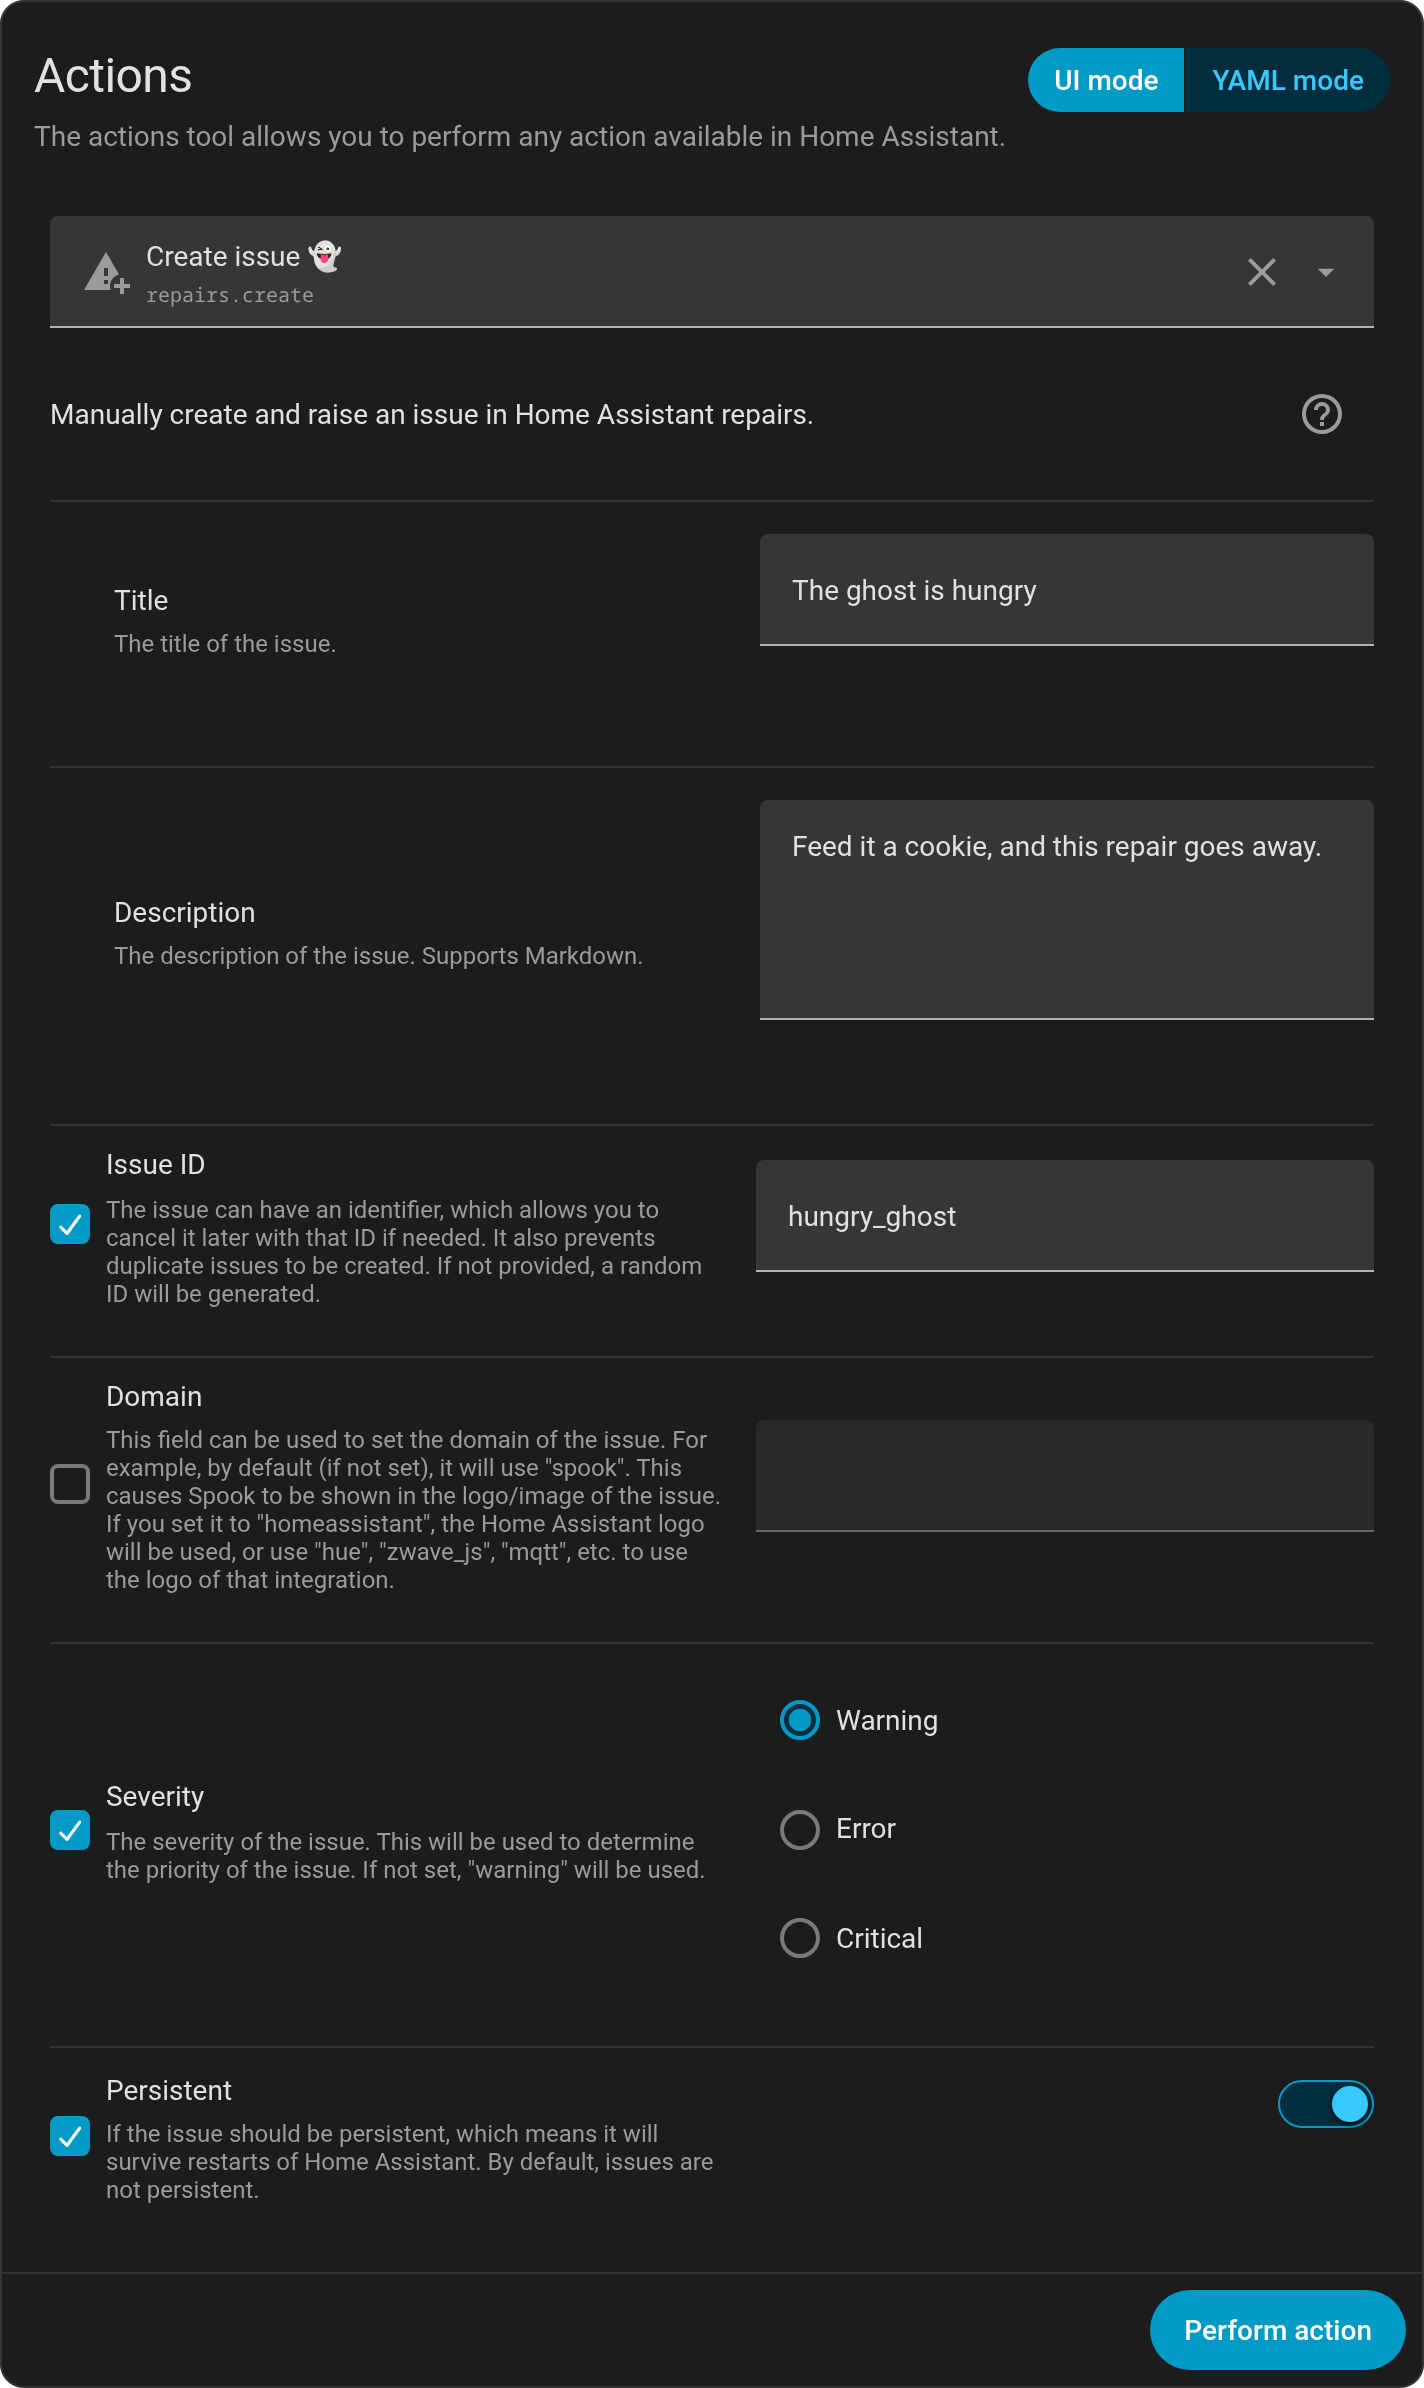 Actions
UI mode
YAML mode
The actions tool allows you to perform any action available in Home Assistant.
Create issue 👻
repairs.create
Manually create and raise an issue in Home Assistant repairs.
Title
The title of the issue.
The ghost is hungry
Description
The description of the issue. Supports Markdown.
Feed it a cookie, and this repair goes away.
Issue ID
The issue can have an identifier, which allows you to
cancel it later with that ID if needed. It also prevents
duplicate issues to be created. If not provided, a random
ID will be generated.
hungry_ghost
Domain
This field can be used to set the domain of the issue. For
example, by default (if not set), it will use "spook". This
causes Spook to be shown in the logo/image of the issue.
If you set it to "homeassistant", the Home Assistant logo
will be used, or use "hue", "zwave_js", "mqtt", etc. to use
the logo of that integration.
Severity
The severity of the issue. This will be used to determine
the priority of the issue. If not set, "warning" will be used.
Warning
Error
Critical
Persistent
If the issue should be persistent, which means it will
survive restarts of Home Assistant. By default, issues are
not persistent.
Perform action